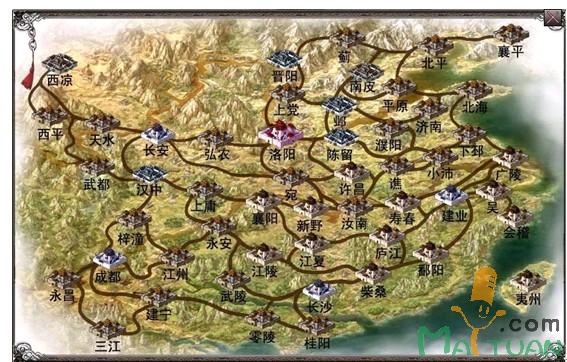 襄平
蓟
北平
晋阳
西凉
南皮
上党
平原
北海
邺
济南
西平
天水
长安
弘农
洛阳
陈留
濮阳
下邳
小沛
广陵
武都
汉中
宛
许昌
谯
上庸
襄阳
新野
汝南
寿春
建业
吴
会稽
梓潼
永安
江夏
庐江
成都
江州
江陵
鄱阳
柴桑
永昌
武陵
长沙
夷州
建宁
三江
零陵
桂阳
MaiTuan
.com